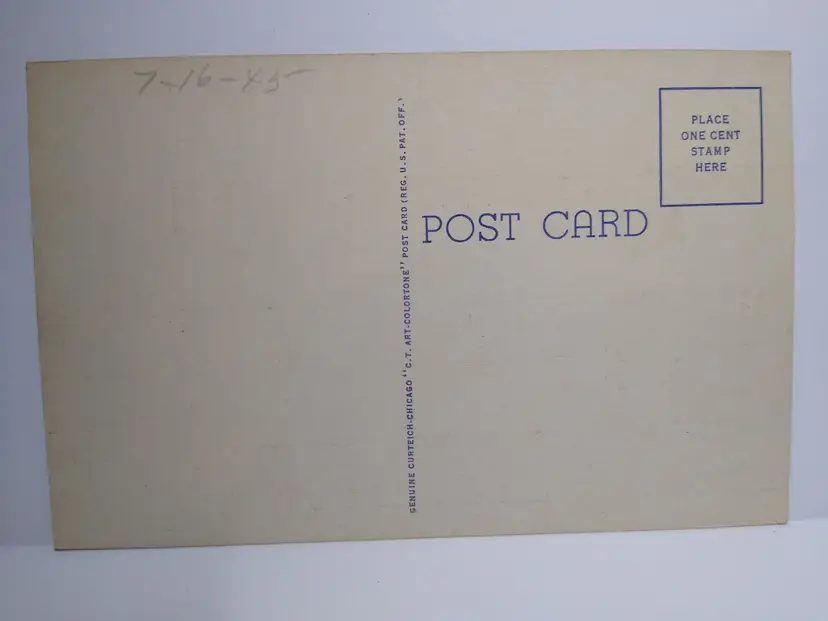 7-16-45
GENUINE CURTEICH-CHICAGO "C.T. ART-COLORTONE" POST CARD (REG. U.S. PAT. OFF.)
POST CARD
PLACE
ONE CENT
STAMP
HERE